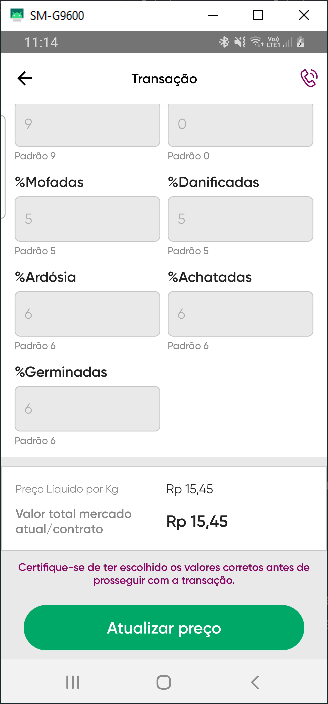 SM-G9600
11:14
Transação
9
0
Padrão 9
Padrão 0
%Mofadas
%Danificadas
5
5
Padrão 5
Padrão 5
%Ardósia
%Achatadas
6
6
Padrão 6
Padrão 6
%Germinadas
6
Padrão 6
Preço Líquido por Kg
Rp 15,45
Valor total mercado
atual/contrato
Rp 15,45
Certifique-se de ter escolhido os valores corretos antes de
prosseguir com a transação.
Atualizar preço